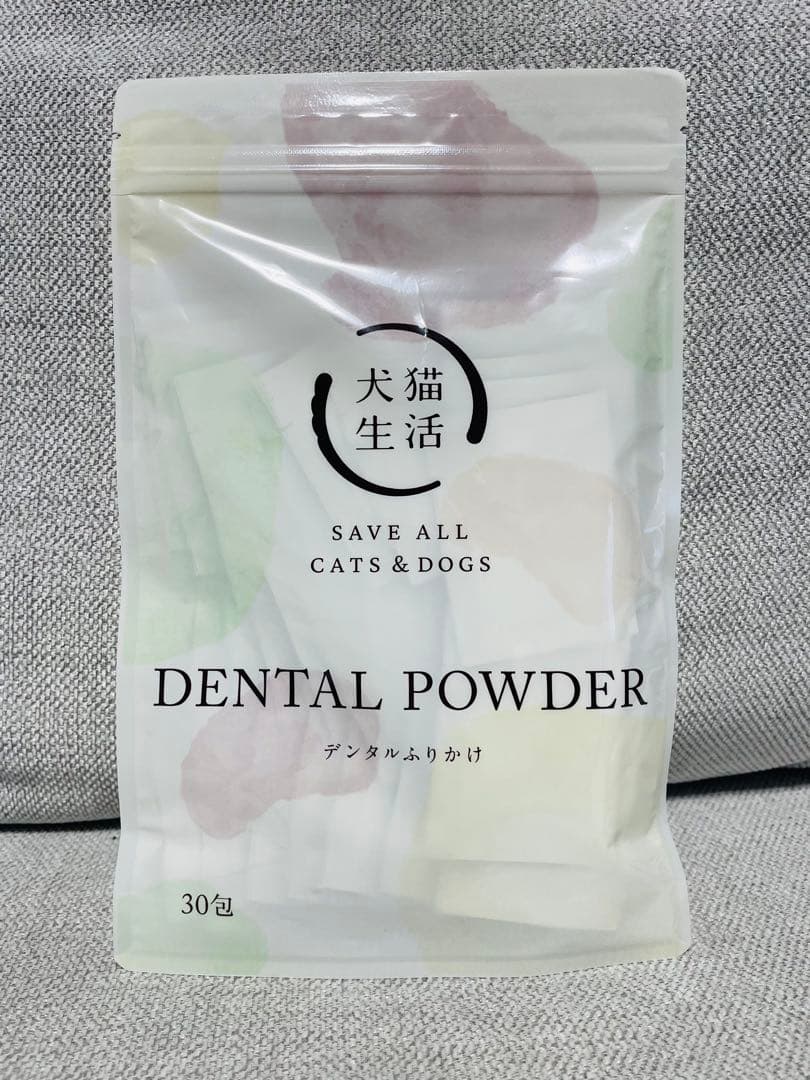 犬猫
生活
SAVE ALL
CATS & DOGS
DENTAL POWDER
デンタルふりかけ
30包